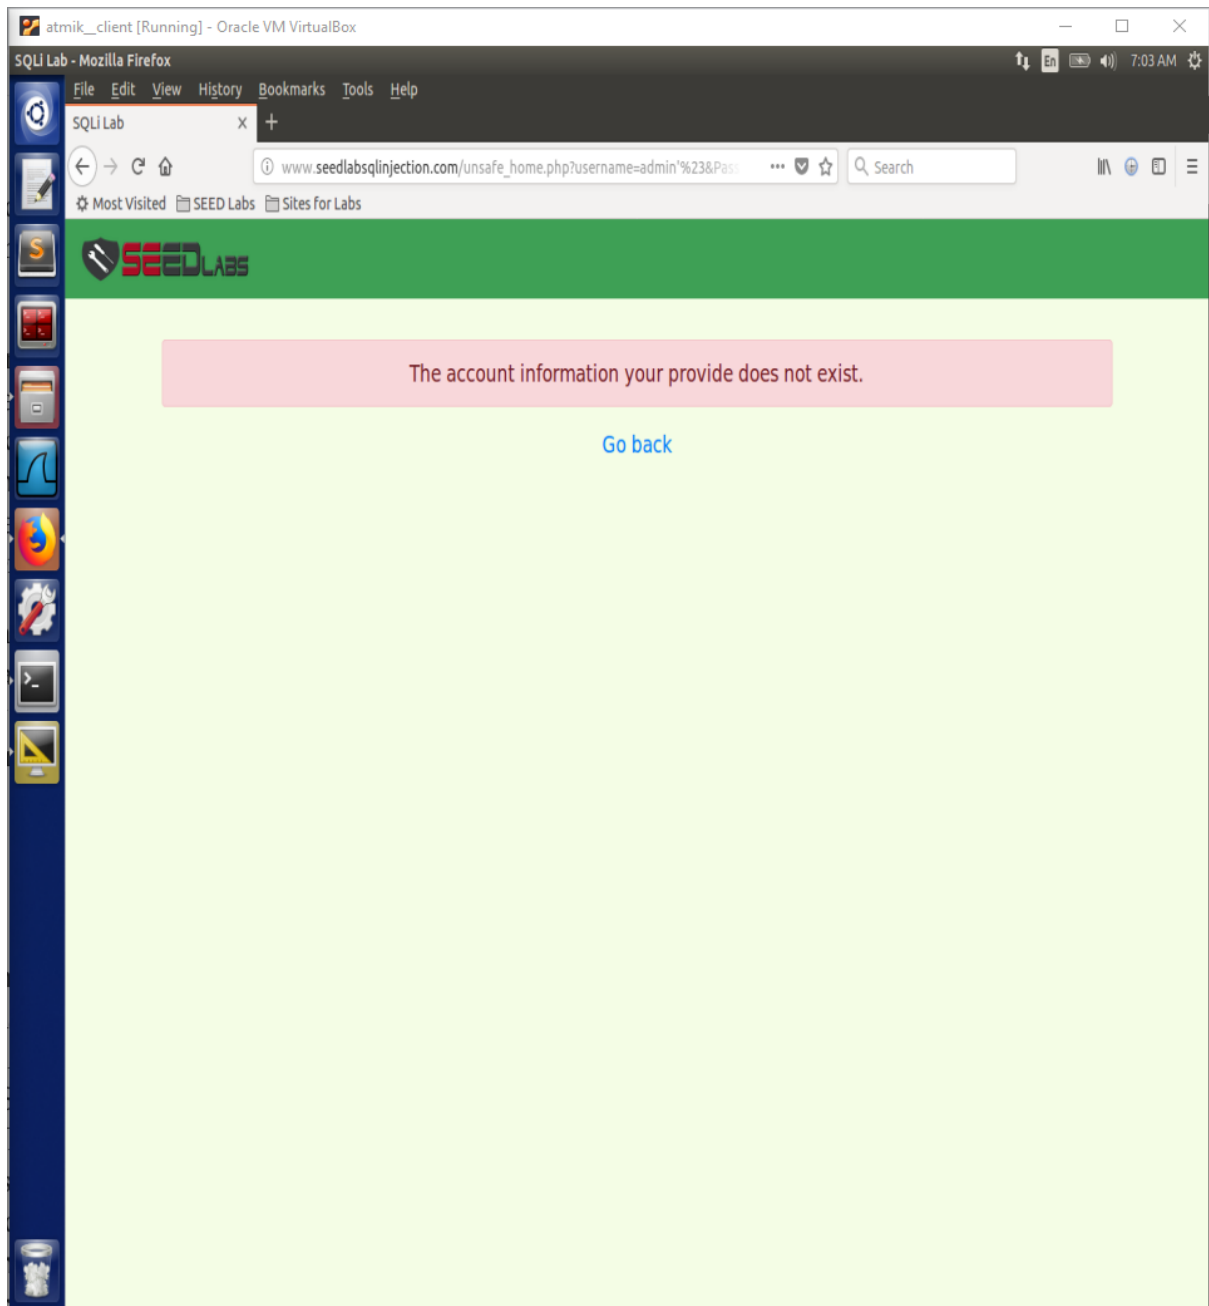 atmik__client [Running] - Oracle VM VirtualBox
SQLi Lab - Mozilla Firefox En 7:03 AM
File Edit View History Bookmarks Tools Help
SQLi Lab
www.seedlabsqlinjection.com/unsafe_home.php?username=admin'%23&Pass Search
Most Visited SEED Labs Sites for Labs
SEEDLABS
The account information your provide does not exist.
Go back